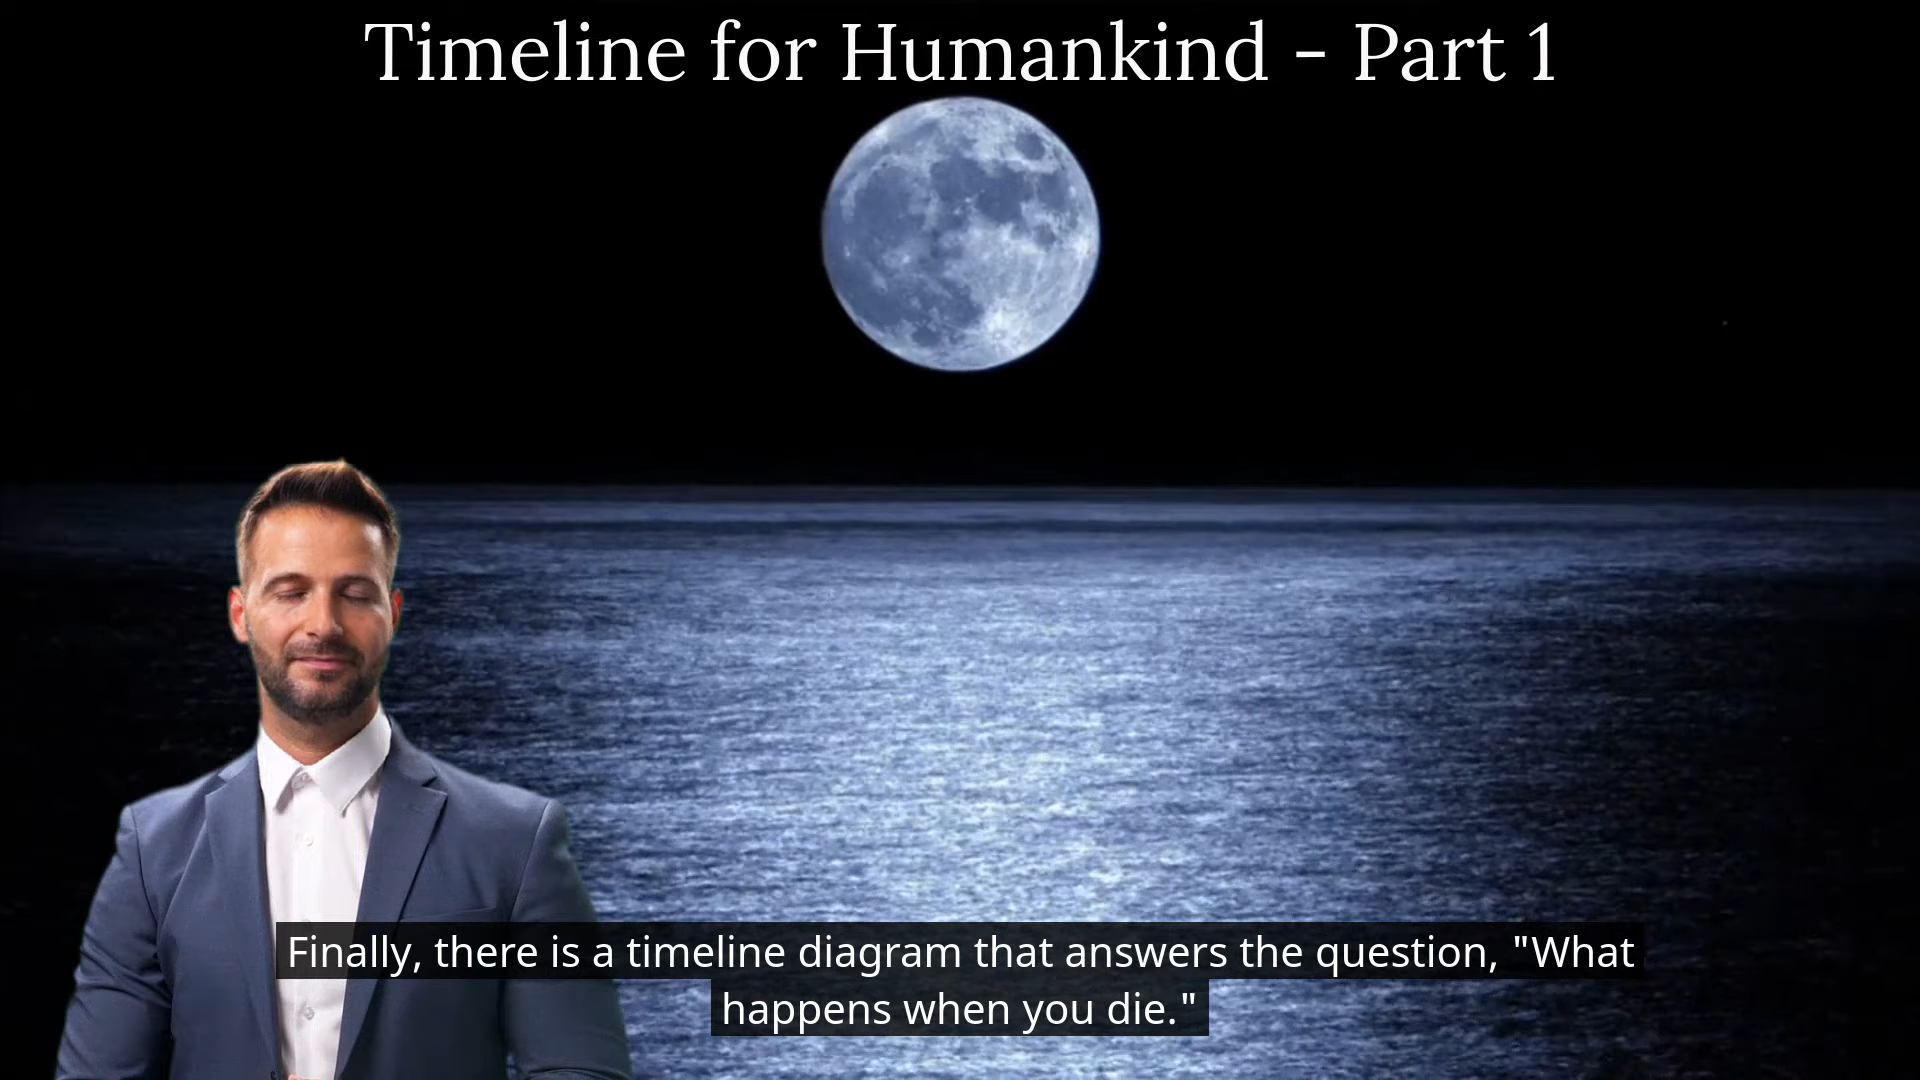 Timeline for Humankind - Part 1
Finally, there is a timeline diagram that answers the question, "What
happens when you die."